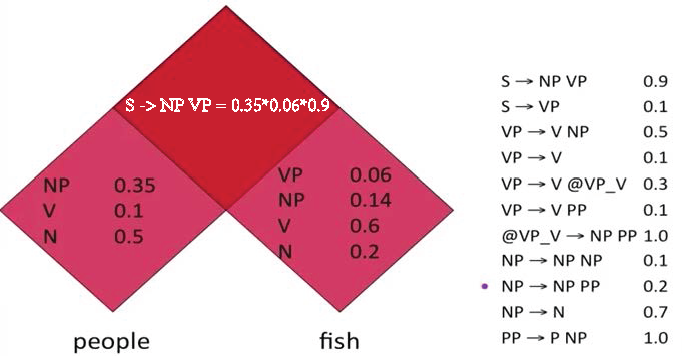 S -> NP VP = 0.35*0.06*0.9
NP 0.35
V 0.1
N 0.5
VP 0.06
NP 0.14
V 0.6
N 0.2
people
fish
S → NP VP 0.9
S → VP 0.1
VP → V NP 0.5
VP → V 0.1
VP → V @VP_V 0.3
VP → V PP 0.1
@VP_V → NP PP 1.0
NP → NP NP 0.1
• NP → NP PP 0.2
NP → N 0.7
PP → P NP 1.0